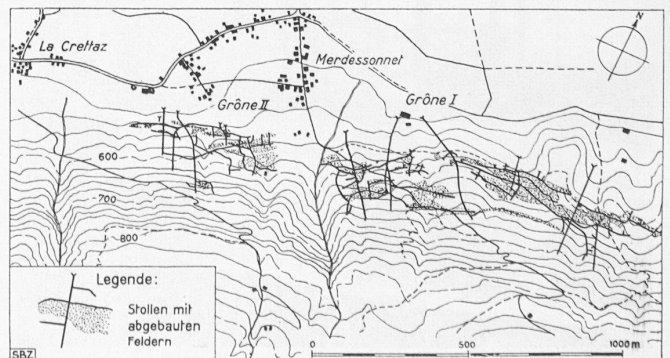 N
La Crettaz
Merdessonnet
Grône II
Grône I
600
700
800
Legende:
Stollen mit
abgebauten
Feldern
SBZ
0 500 1000 m